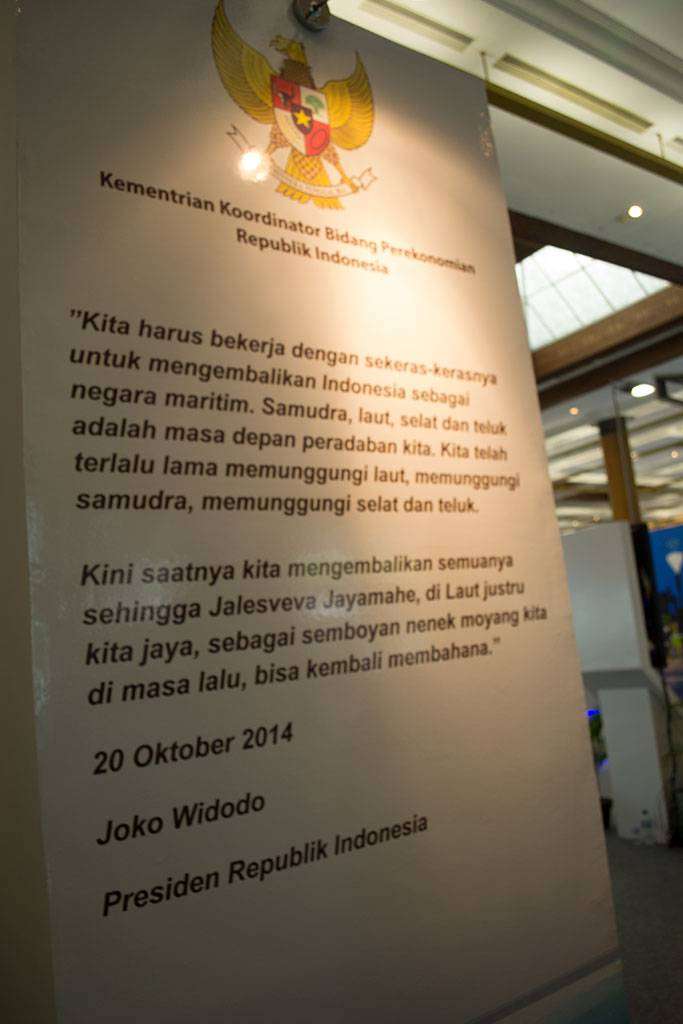 Kementrian Koordinator Bidang Perekonomian
Republik Indonesia
"Kita harus bekerja dengan sekeras-kerasnya
untuk mengembalikan Indonesia sebagai
negara maritim. Samudra, laut, selat dan teluk
adalah masa depan peradaban kita. Kita telah
terlalu lama memunggungi laut, memunggungi
samudra, memunggungi selat dan teluk.
Kini saatnya kita mengembalikan semuanya
sehingga Jalesveva Jayamahe, di Laut justru
kita jaya, sebagai semboyan nenek moyang kita
di masa lalu, bisa kembali membahana."
20 Oktober 2014
Joko Widodo
Presiden Republik Indonesia